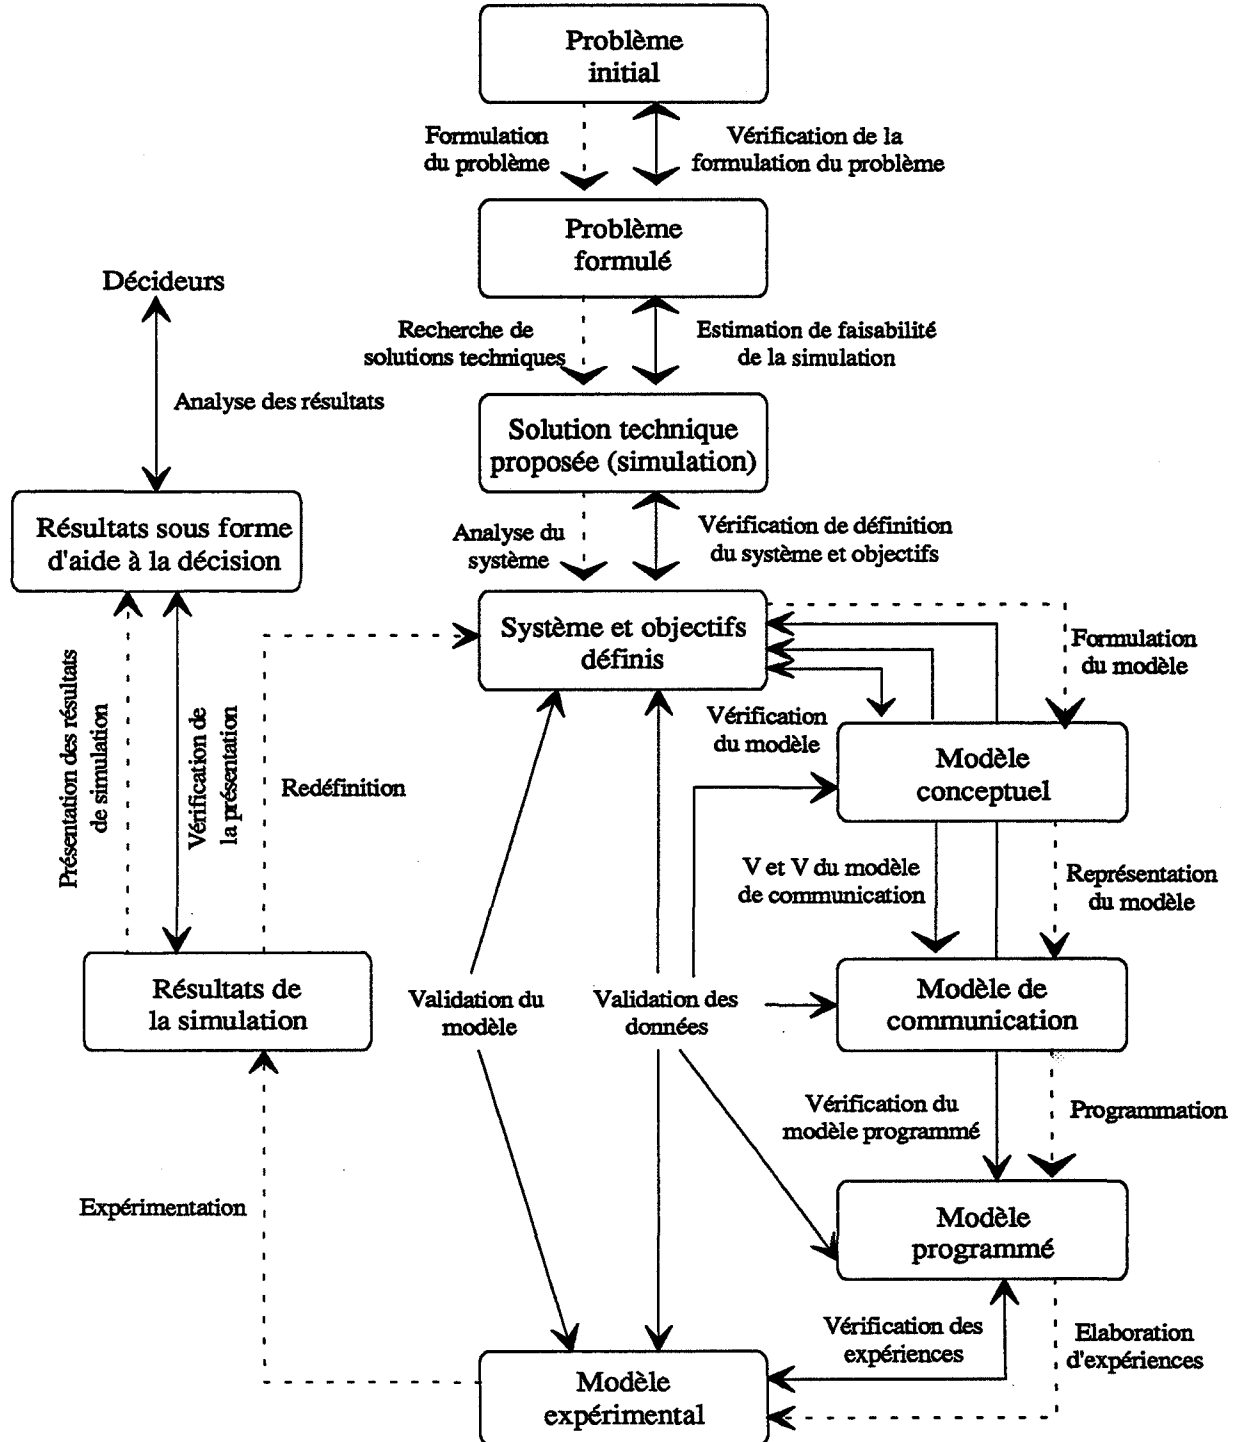 Problème
initial
Formulation
du problème
Vérification de la
formulation du problème
Problème
formulé
Décideurs
Recherche de
solutions techniques
Estimation de faisabilité
de la simulation
Analyse des résultats
Solution technique
proposée (simulation)
Résultats sous forme
d'aide à la décision
Analyse du
système
Vérification de définition
du système et objectifs
Système et objectifs
définis
Formulation
du modèle
Présentation des résultats
de simulation
Vérification de
la présentation
Redéfinition
Vérification
du modèle
Modèle
conceptuel
V et V du modèle
de communication
Représentation
du modèle
Résultats de
la simulation
Validation du
modèle
Validation des
données
Modèle de
communication
Vérification du
modèle programmé
Programmation
Expérimentation
Modèle
programmé
Vérification des
expériences
Elaboration
d'expériences
Modèle
expérimental